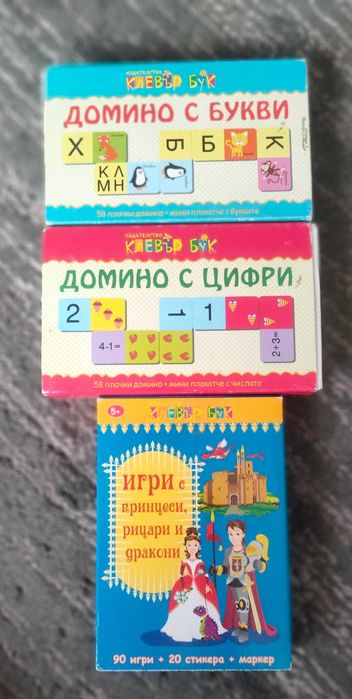 ИЗДАТЕЛСТВО
КЛЕВЪР БУК
ДОМИНО С БУКВИ
Х
Б
Б
К
КЛ
МН
58 плочки домино • мини плакатче с буквите
ИЗДАТЕЛСТВО
КЛЕВЪР БУК
ДОМИНО С ЦИФРИ
2
1
1
4-1=
2+3=
58 плочки домино • мини плакатче с числата
5+
КЛЕВЪР БУК
ИГРИ с
принцеси,
рицари и
дракони
90 игри + 20 стикера + маркер